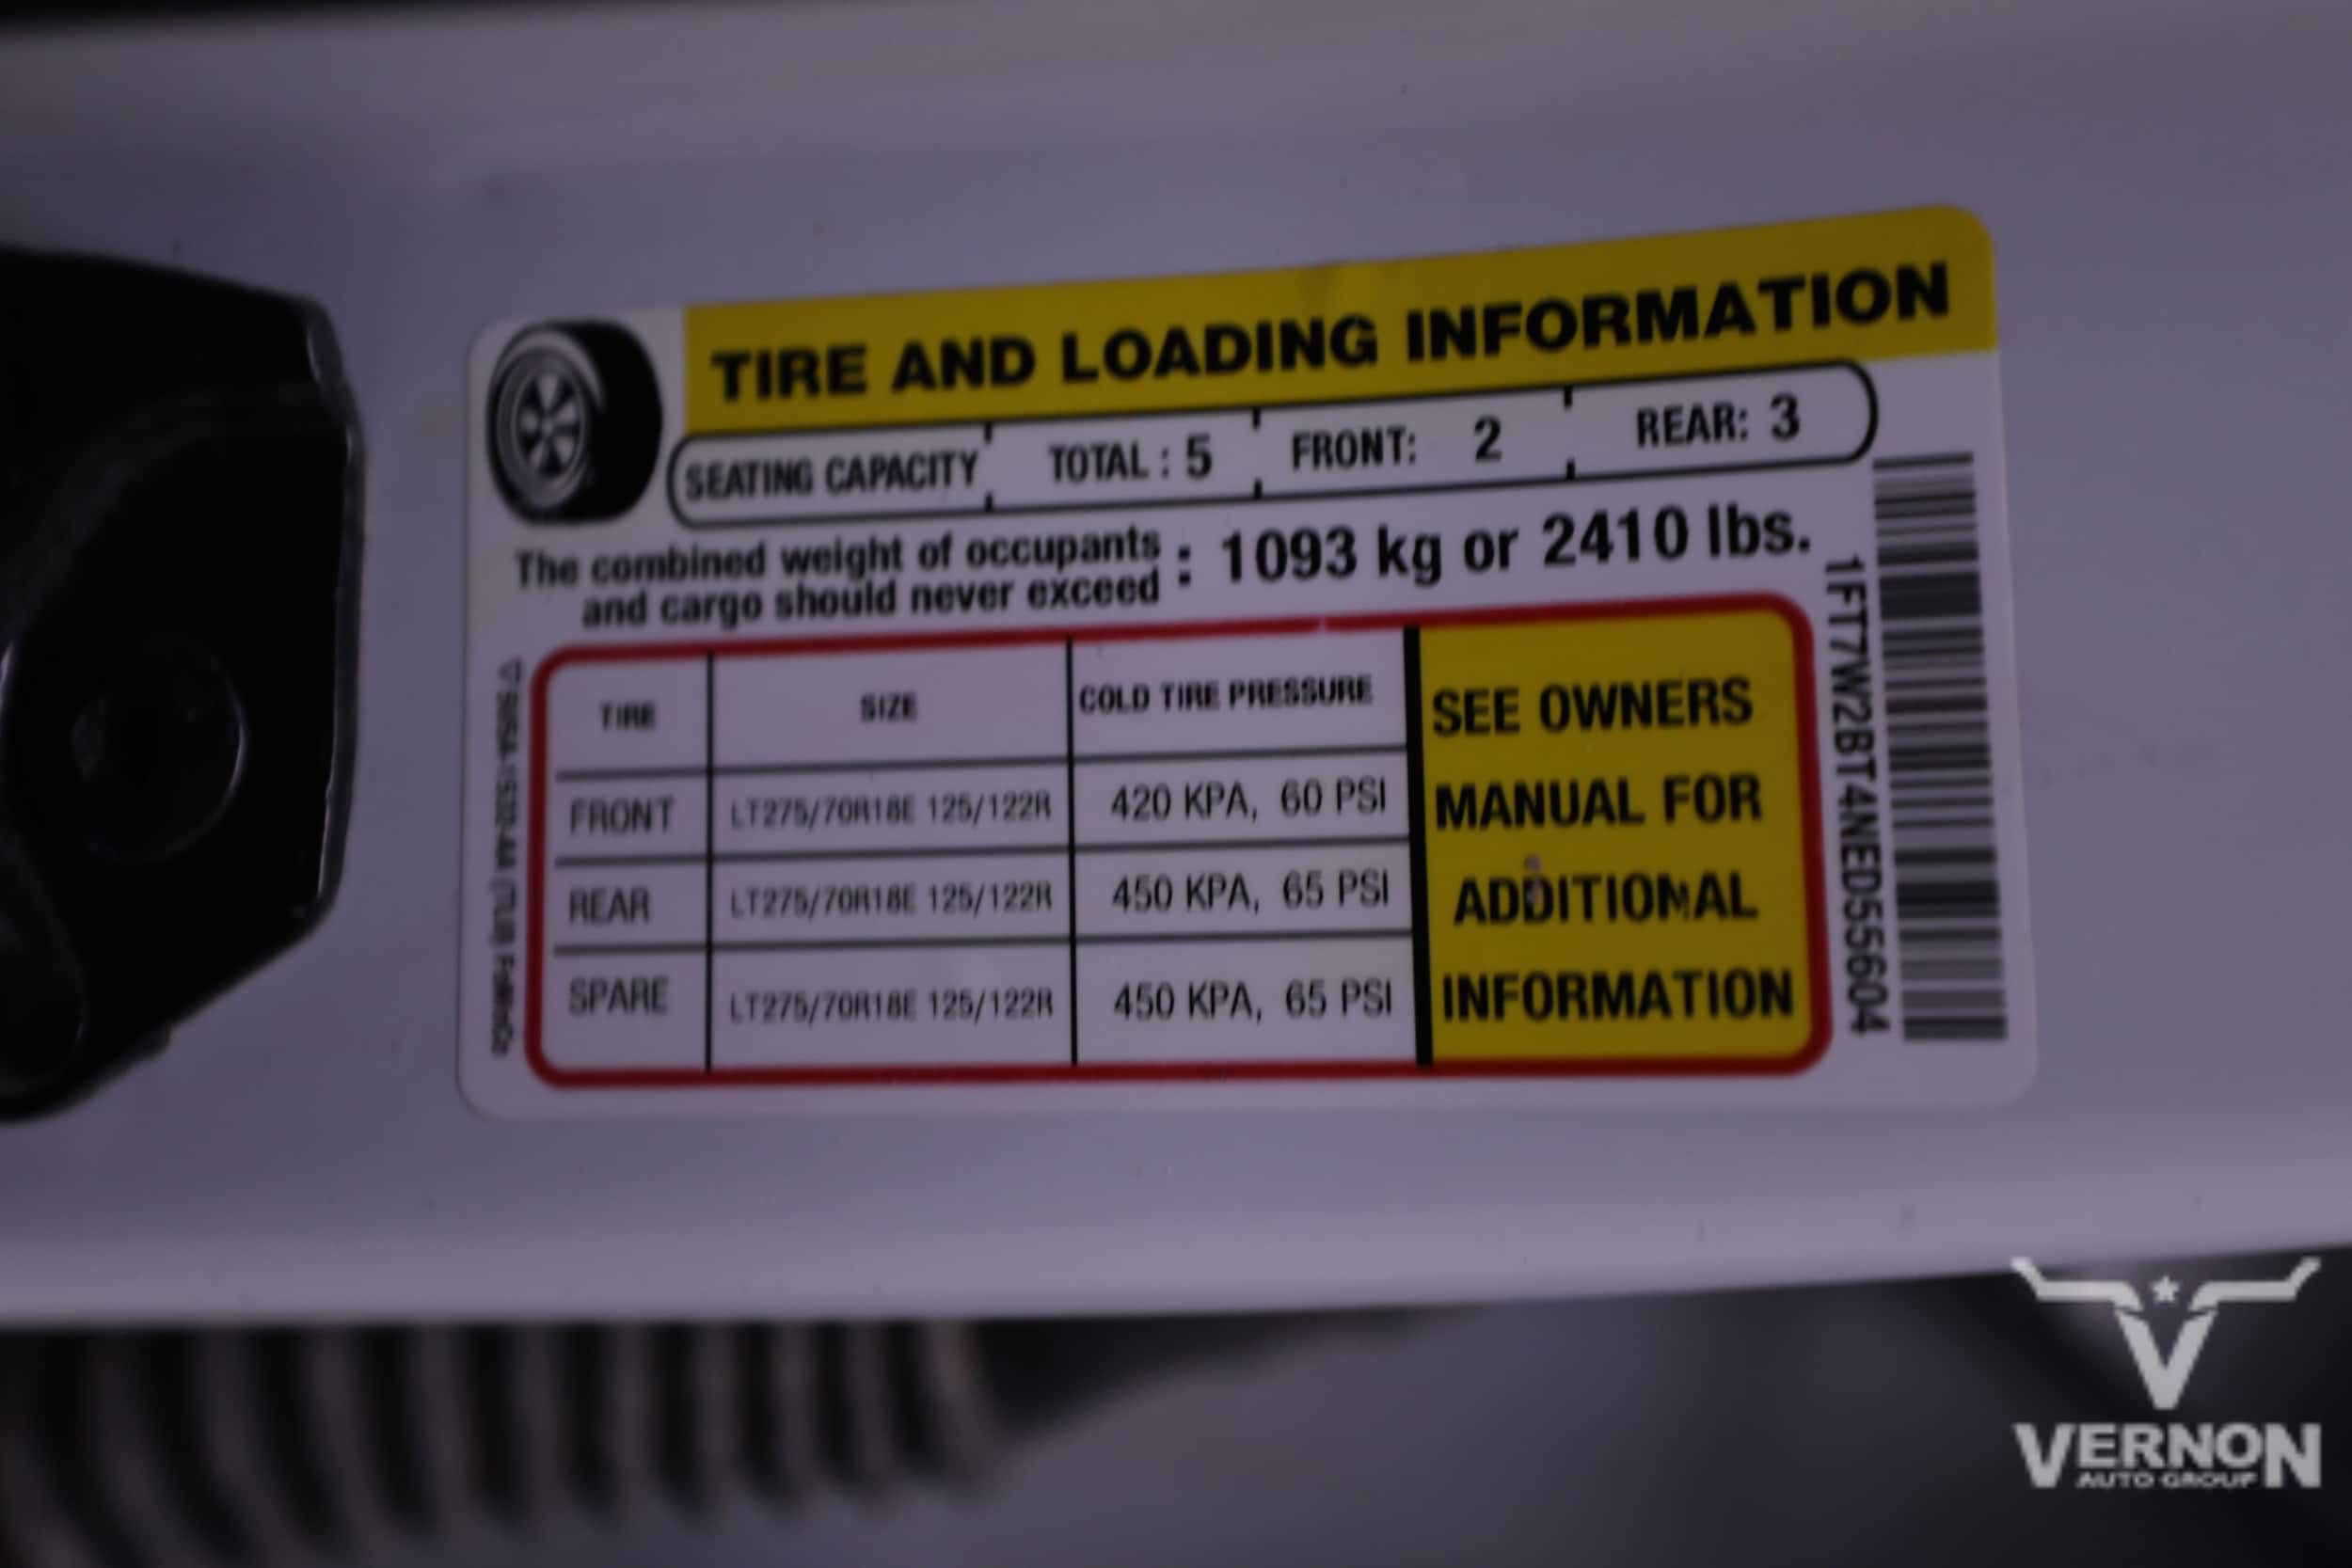 TIRE AND LOADING INFORMATION
SEATING CAPACITY TOTAL : 5 FRONT: 2 REAR: 3
The combined weight of occupants
and cargo should never exceed : 1093 kg or 2410 lbs.
TIRE SIZE COLD TIRE PRESSURE
FRONT LT275/70R18E 125/122R 420 KPA, 60 PSI
REAR LT275/70R18E 125/122R 450 KPA, 65 PSI
SPARE LT275/70R18E 125/122R 450 KPA, 65 PSI
SEE OWNERS
MANUAL FOR
ADDITIONAL
INFORMATION
1FT7W2BT4NED55604
VERNON
AUTO GROUP